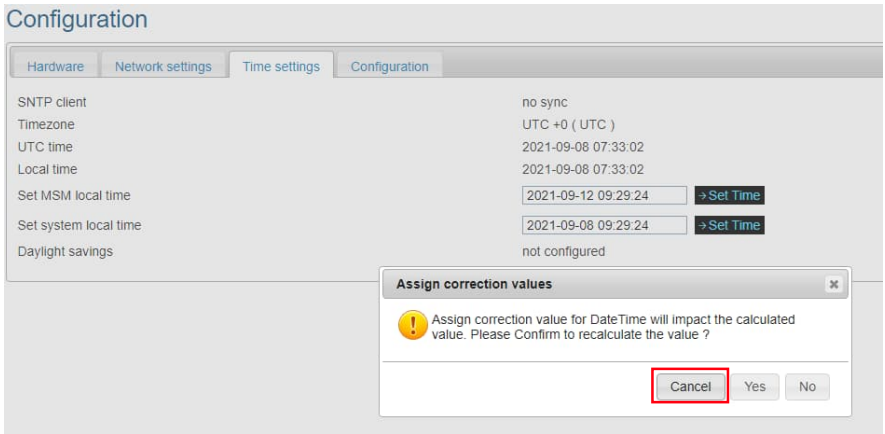 Configuration
Hardware Network settings Time settings Configuration
SNTP client no sync
Timezone UTC +0 ( UTC )
UTC time 2021-09-08 07:33:02
Local time 2021-09-08 07:33:02
Set MSM local time 2021-09-12 09:29:24 →Set Time
Set system local time 2021-09-08 09:29:24 →Set Time
Daylight savings not configured
Assign correction values
Assign correction value for DateTime will impact the calculated
value. Please Confirm to recalculate the value ?
Cancel Yes No